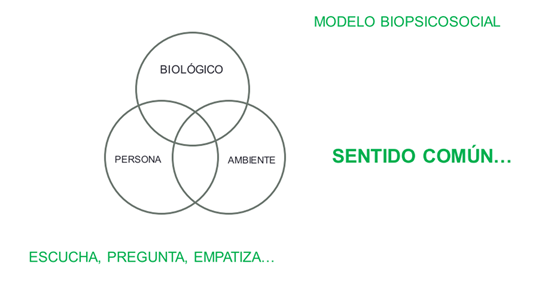 MODELO BIOPSICOSOCIAL
BIOLÓGICO
PERSONA
AMBIENTE
SENTIDO COMÚN...
ESCUCHA, PREGUNTA, EMPATIZA...